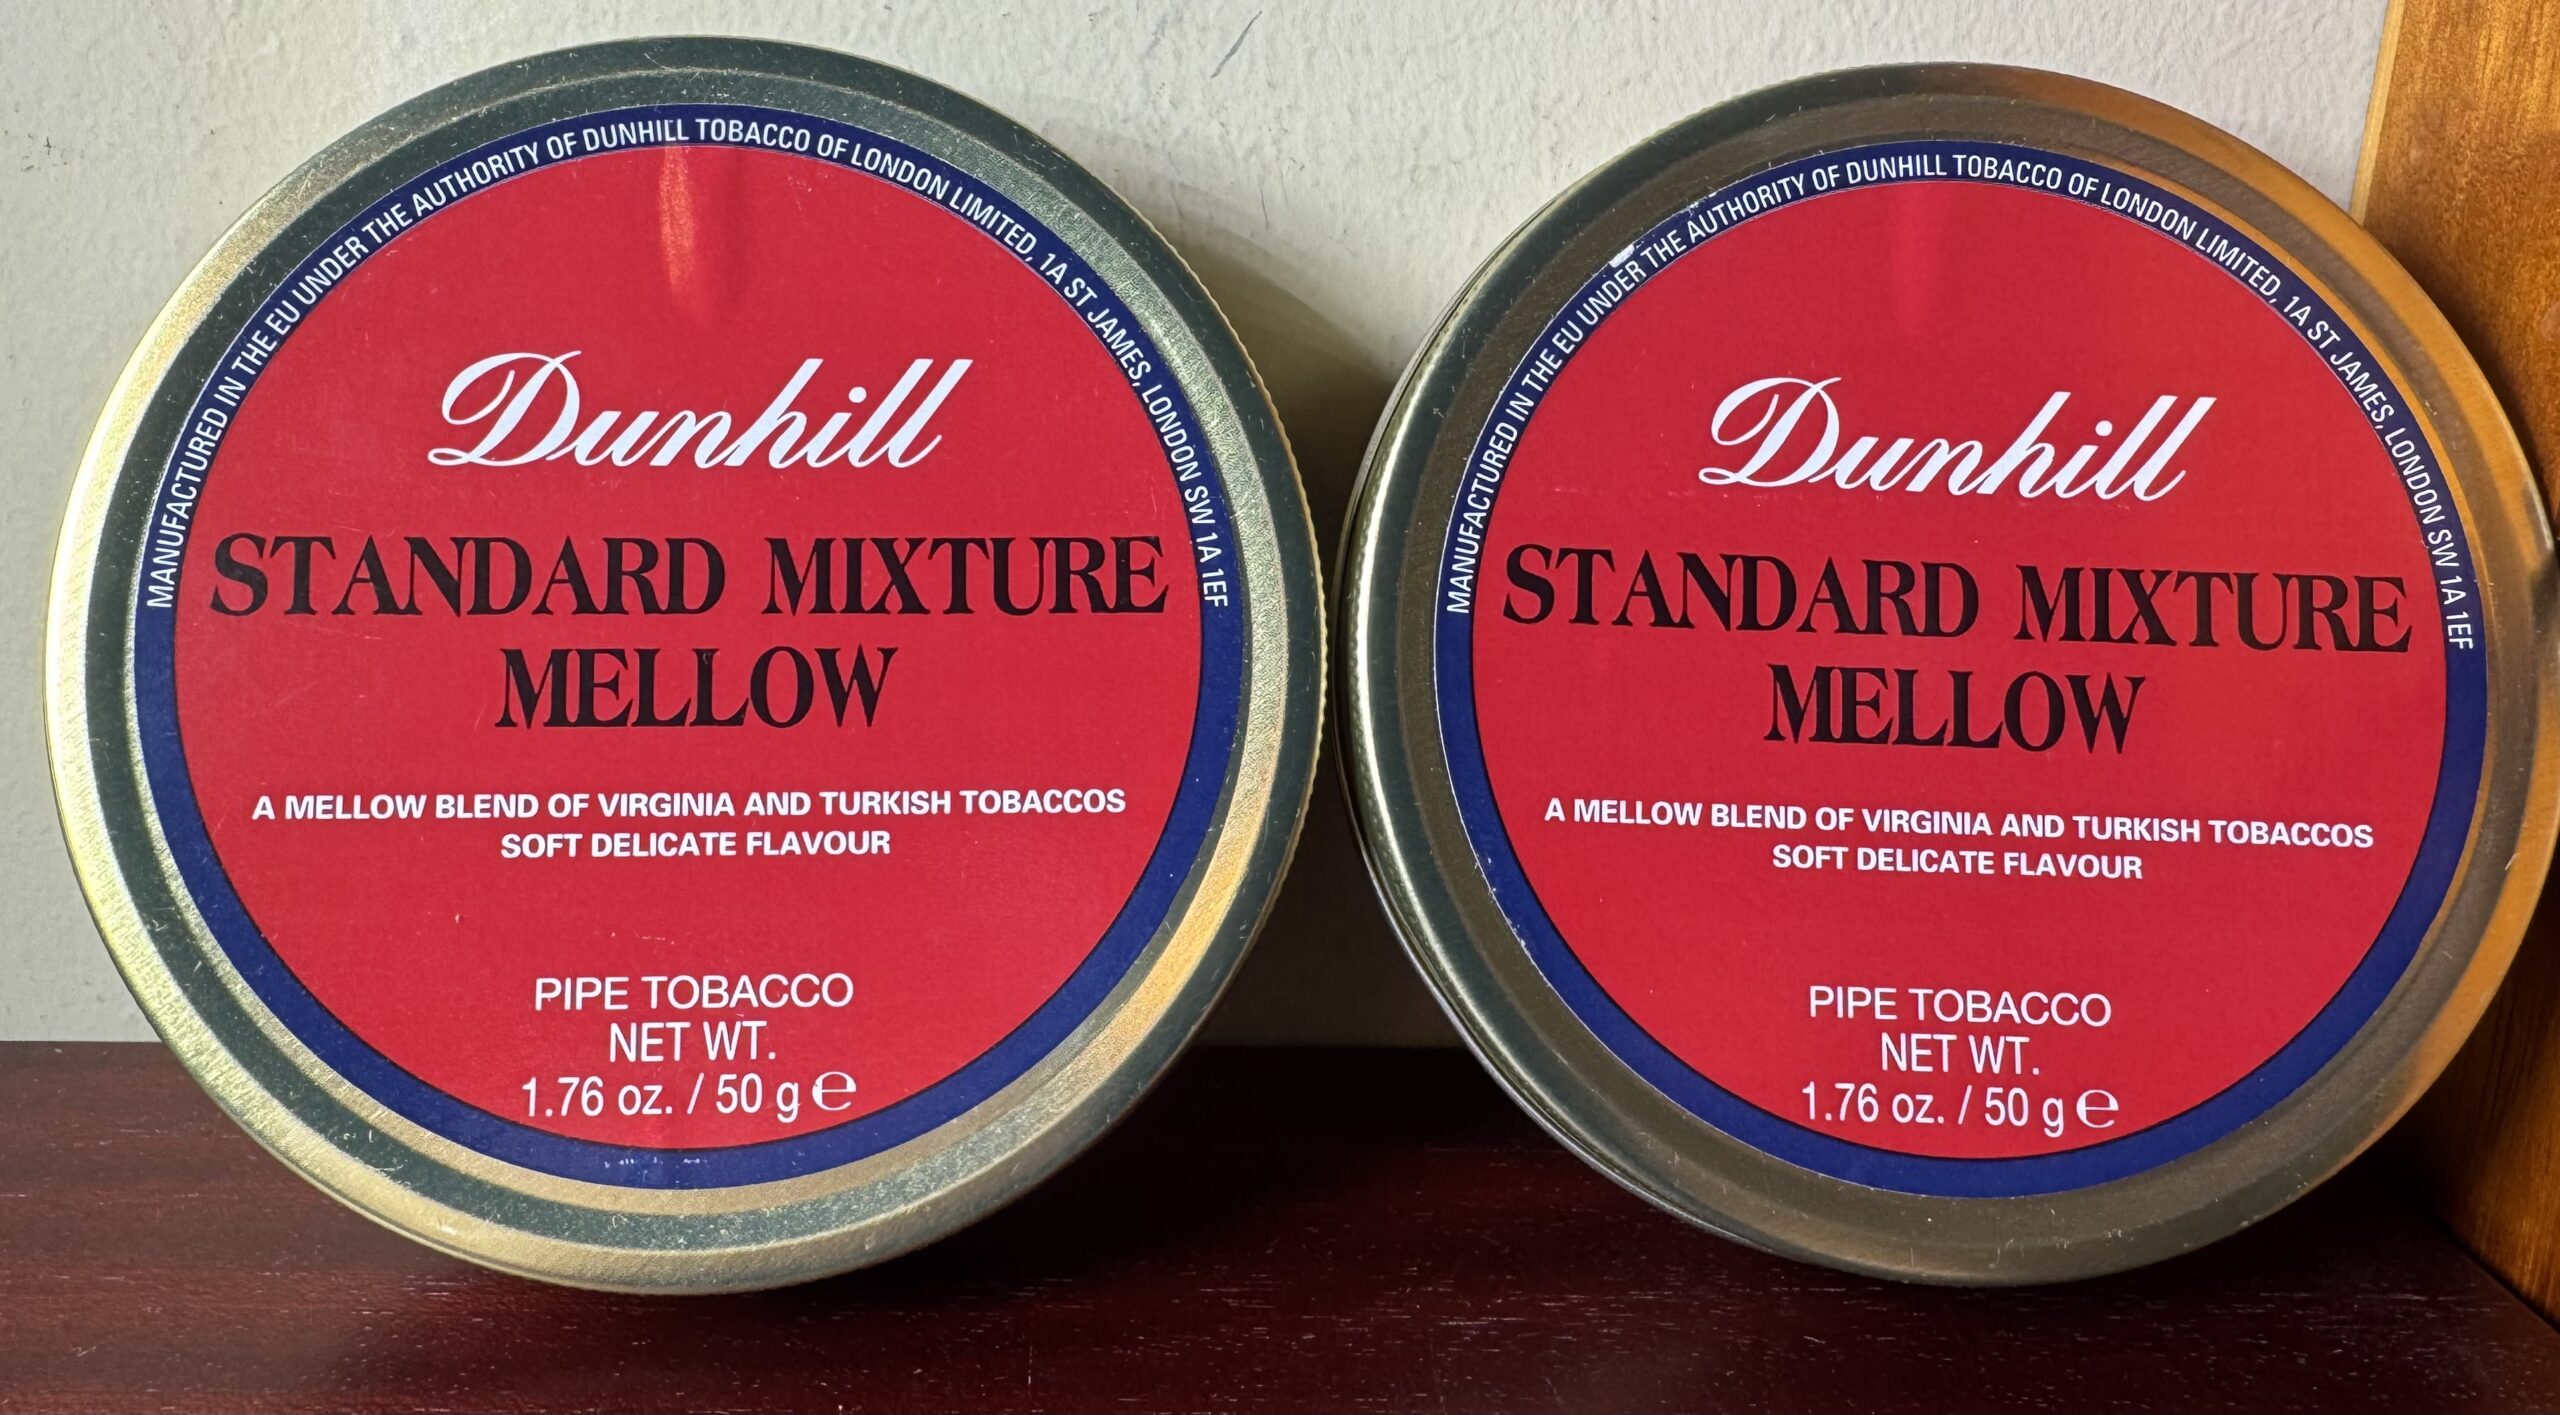 MANUFACTURED IN THE EU UNDER THE AUTHORITY OF DUNHILL TOBACCO OF LONDON LIMITED, 1A ST JAMES, LONDON SW 1A 1EF
Dunhill
STANDARD MIXTURE
MELLOW
A MELLOW BLEND OF VIRGINIA AND TURKISH TOBACCOS
SOFT DELICATE FLAVOUR
PIPE TOBACCO
NET WT.
1.76 oz. / 50 g ℮
MANUFACTURED IN THE EU UNDER THE AUTHORITY OF DUNHILL TOBACCO OF LONDON LIMITED, 1A ST JAMES, LONDON SW 1A 1EF
Dunhill
STANDARD MIXTURE
MELLOW
A MELLOW BLEND OF VIRGINIA AND TURKISH TOBACCOS
SOFT DELICATE FLAVOUR
PIPE TOBACCO
NET WT.
1.76 oz. / 50 g ℮